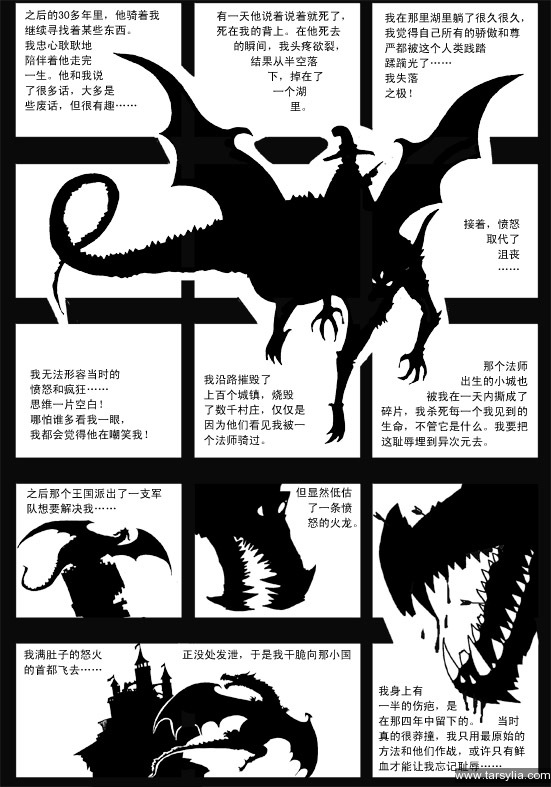 之后的30多年里，他骑着我
继续寻找着某些东西。
我忠心耿耿地
陪伴着他走完
一生。他和我说
了很多话，大多是
些废话，但很有趣……
有一天他说着说着就死了，
死在我的背上。在他死去
的瞬间，我头疼欲裂，
结果从半空落
下，掉在了
一个湖
里。
我在那里湖里躺了很久很久，
我觉得自己所有的骄傲和尊
严都被这个人类践踏
蹂躏光了……
我失落
之极！
接着，愤怒
取代了
沮丧
……
我无法形容当时的
愤怒和疯狂……
思维一片空白！
哪怕谁多看我一眼，
我都会觉得他在嘲笑我！
我沿路摧毁了
上百个城镇，烧毁
了数千村庄，仅仅是
因为他们看见我被一
个法师骑过。
那个法师
出生的小城也
被我在一天内撕成了
碎片，我杀死每一个我见到的
生命，不管它是什么。我要把
这耻辱埋到异次元去。
之后那个王国派出了一支军
队想要解决我……
但显然低估
了一条愤
怒的火龙。
我满肚子的怒火
的首都飞去……
正没处发泄，于是我干脆向那小国
我身上有
一半的伤疤，是
在那四年中留下的。 当时
真的很莽撞，我只用最原始的
方法和他们作战，或许只有鲜
血才能让我忘记耻辱……
www.tarsylia.com